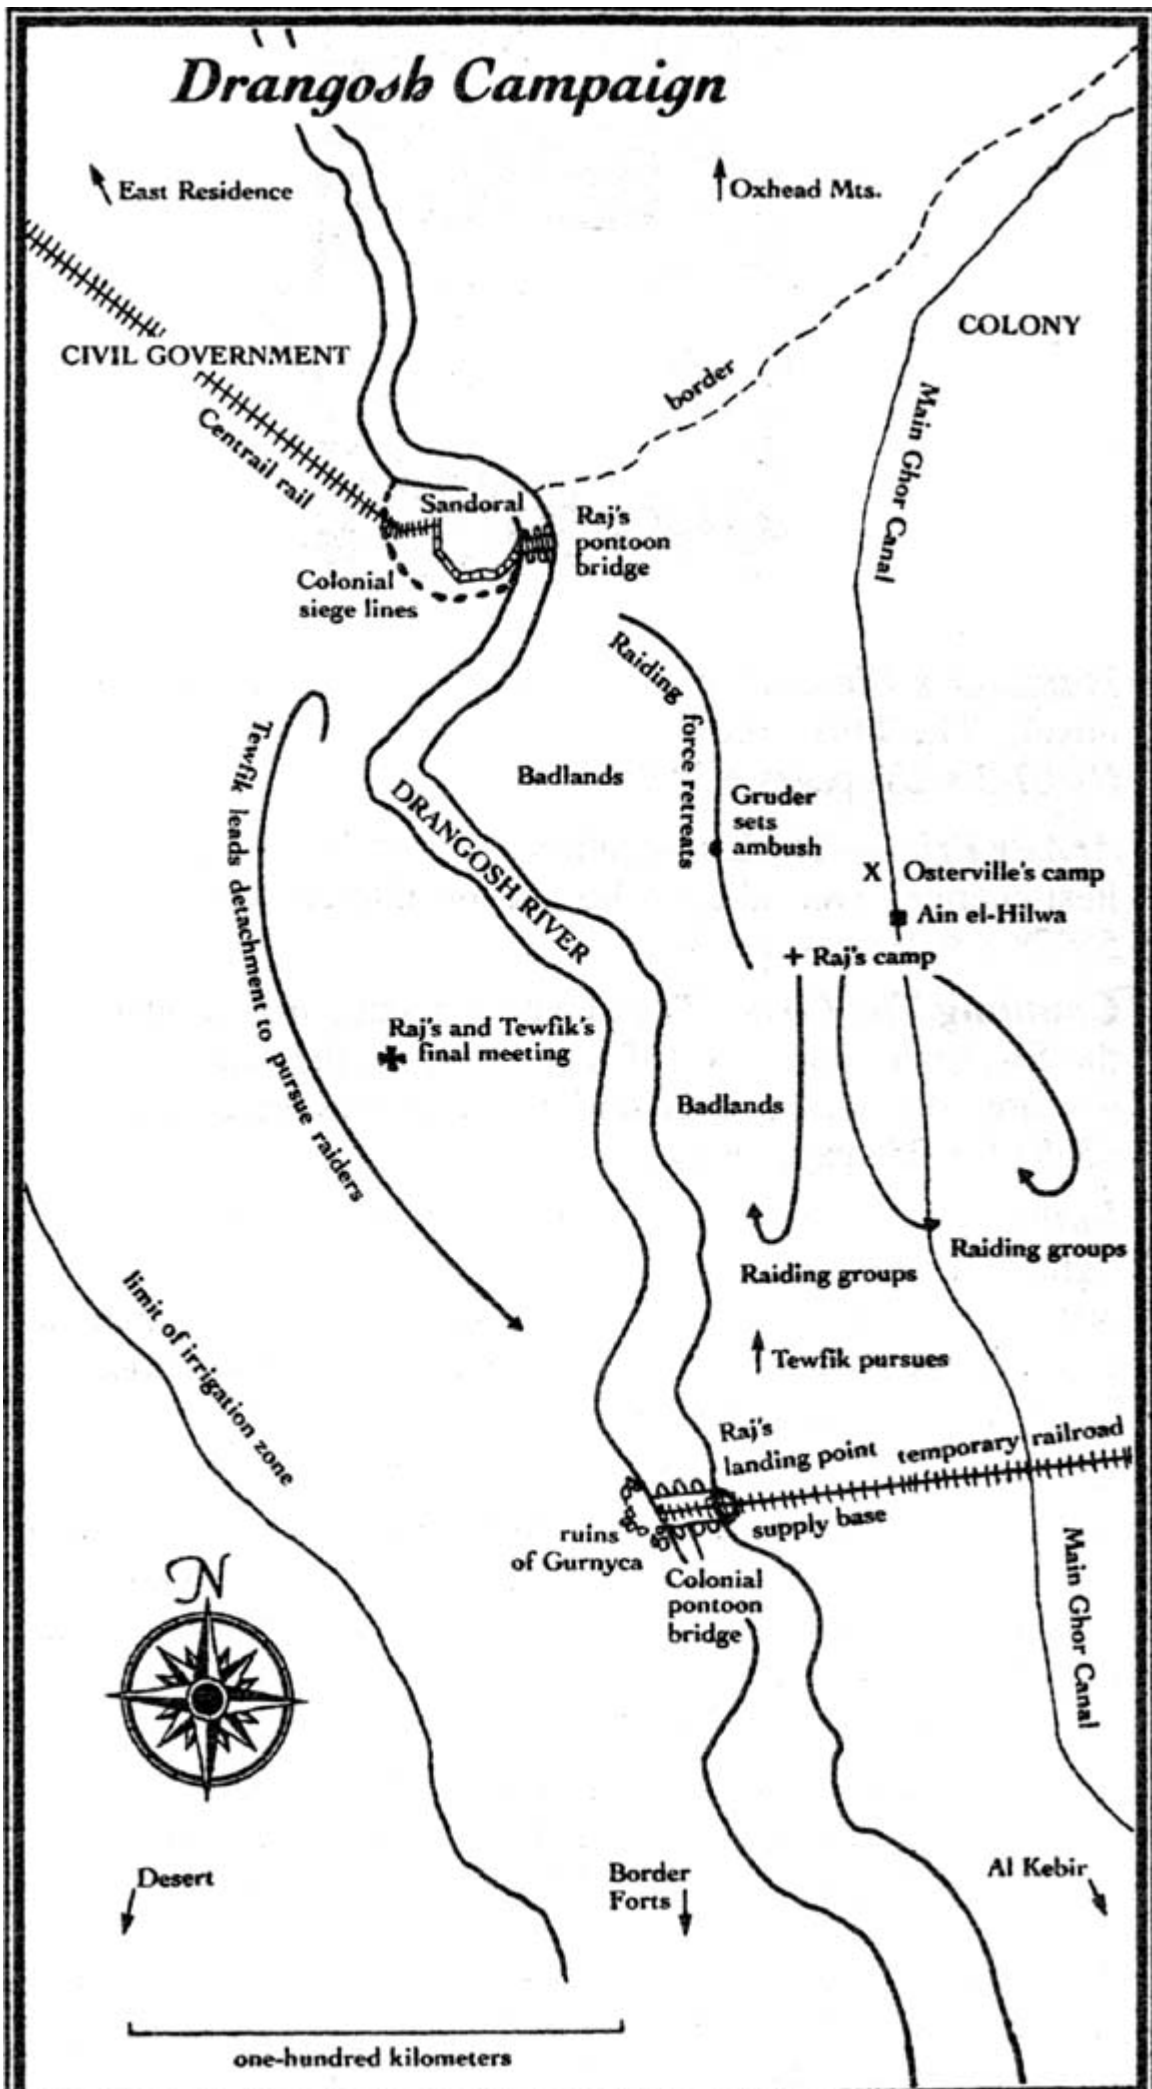 Drangosh Campaign
East Residence
Oxhead Mts.
COLONY
CIVIL GOVERNMENT
border
Main Ghor Canal
Centrail rail
Sandoral
Raj's
pontoon
bridge
Colonial
siege lines
Raiding force retreats
Tewfik leads detachment to pursue raiders
Badlands
DRANGOSH RIVER
Gruder
sets
ambush
X Osterville's camp
Ain el-Hilwa
Raj's camp
Raj's and Tewfik's
final meeting
Badlands
Raiding groups
Raiding groups
limit of irrigation zone
Tewfik pursues
Raj's
landing point
temporary railroad
supply base
ruins
of Gurnyca
Colonial
pontoon
bridge
Main Ghor Canal
N
Desert
Border
Forts
Al Kebir
one-hundred kilometers